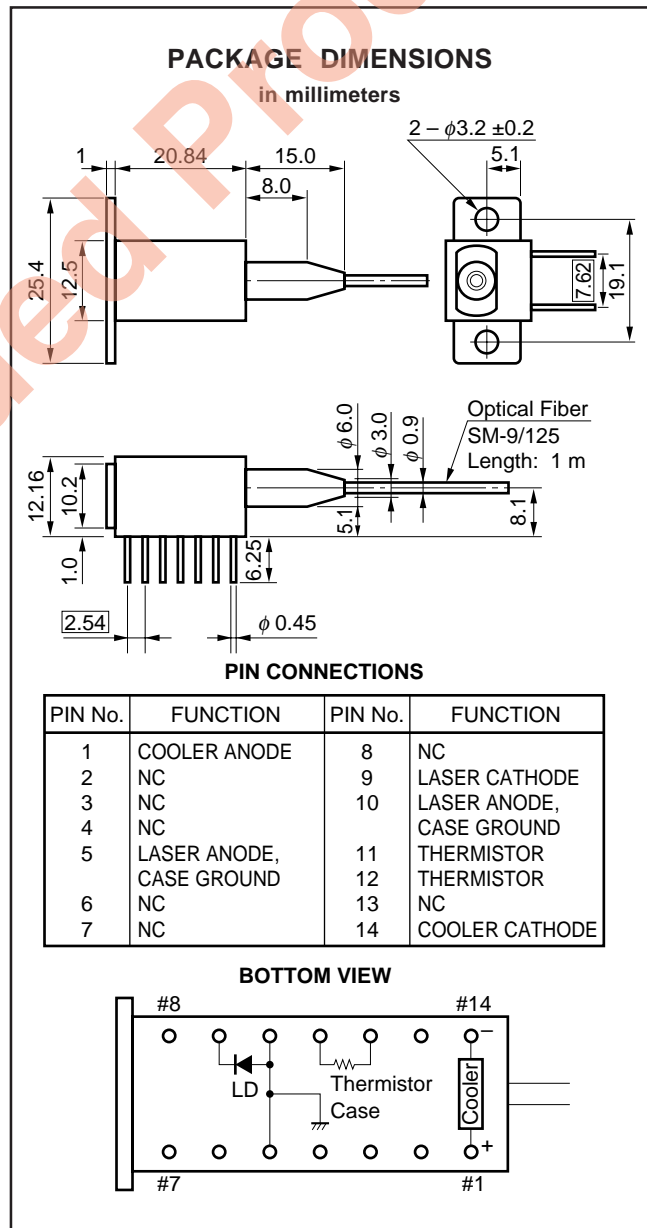 PACKAGE DIMENSIONS
in millimeters
2 – ϕ3.2 ±0.2
1
20.84
15.0
5.1
8.0
25.4
12.5
7.62
19.1
Optical Fiber
SM-9/125
Length: 1 m
ϕ 6.0
ϕ 3.0
ϕ 0.9
12.16
10.2
5.1
8.1
1.0
6.25
2.54
ϕ 0.45
PIN CONNECTIONS
PIN No. FUNCTION PIN No. FUNCTION
1 COOLER ANODE 8 NC
2 NC 9 LASER CATHODE
3 NC 10 LASER ANODE,
4 NC CASE GROUND
5 LASER ANODE, 11 THERMISTOR
CASE GROUND 12 THERMISTOR
6 NC 13 NC
7 NC 14 COOLER CATHODE
BOTTOM VIEW
#8 #14
–
LD Thermistor
Case
Cooler
+
#7 #1